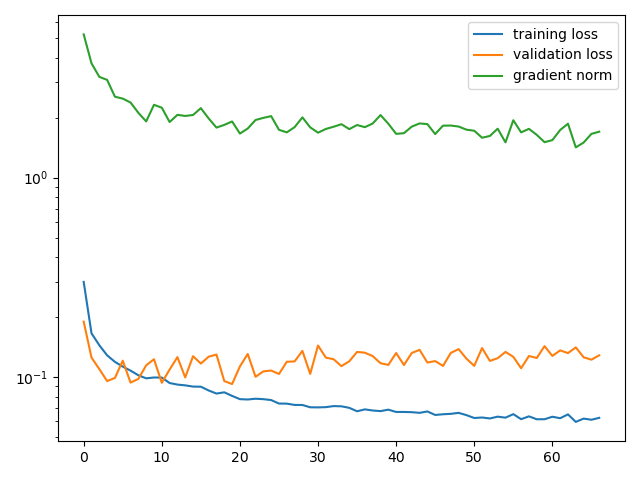 training loss
validation loss
gradient norm
10⁰
10⁻¹
0 10 20 30 40 50 60